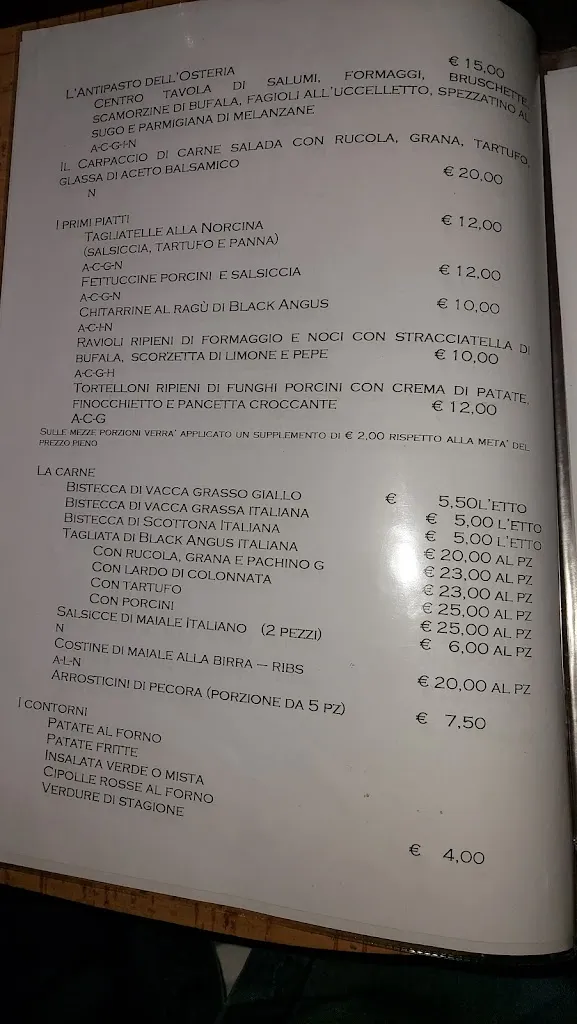 L'Antipasto dell'Osteria € 15,00
Centro tavola di salumi, formaggi, bruschette,
scamorzine di bufala, fagioli all'uccelletto, spezzatino al
sugo e parmigiana di melanzane
A-C-G-I-N
Il Carpaccio di carne salada con rucola, grana, tartufo,
glassa di aceto balsamico € 20,00
N
I primi piatti
Tagliatelle alla Norcina € 12,00
(salsiccia, tartufo e panna)
A-C-G-N
Fettuccine porcini e salsiccia € 12,00
A-C-G-N
Chitarrine al ragù di Black Angus € 10,00
A-C-I-N
Ravioli ripieni di formaggio e noci con stracciatella di
bufala, scorzetta di limone e pepe € 10,00
A-C-G-H
Tortelloni ripieni di funghi porcini con crema di patate,
finocchietto e pancetta croccante € 12,00
A-C-G
Sulle mezze porzioni verra' applicato un supplemento di € 2,00 rispetto alla meta' del
prezzo pieno
La carne
Bistecca di vacca grasso giallo € 5,50 l'etto
Bistecca di vacca grassa italiana € 5,00 l'etto
Bistecca di Scottona Italiana € 5,00 l'etto
Tagliata di Black Angus italiana € 20,00 al pz
Con rucola, grana e pachino G € 23,00 al pz
Con lardo di colonnata € 23,00 al pz
Con tartufo € 25,00 al pz
Con porcini € 25,00 al pz
Salsicce di maiale Italiano (2 pezzi) € 6,00 al pz
N
Costine di maiale alla birra – ribs € 20,00 al pz
A-L-N
Arrosticini di pecora (porzione da 5 pz) € 7,50
I contorni
Patate al forno
Patate fritte
Insalata verde o mista
Cipolle rosse al forno
Verdure di stagione
€ 4,00